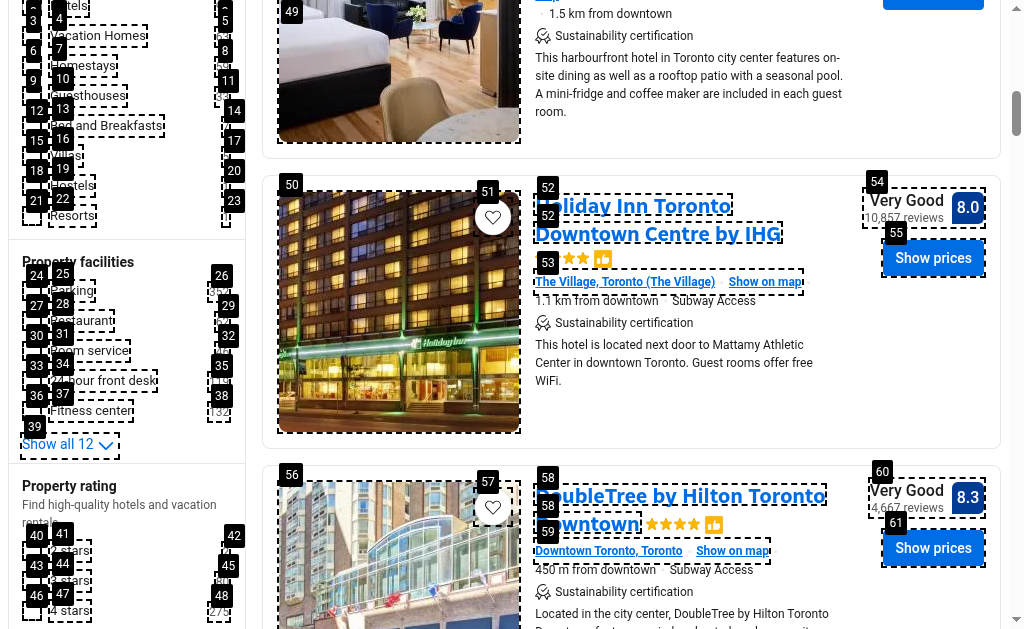 3 4 5
Vacation Homes
6 7 8
Homestays
9 10 11
Guesthouses
33
12 13 14
Bed and Breakfasts
15 16 17
Villas
18 19 20
Hostels
21 22 23
Resorts
1
Property facilities
24 25 26
Parking
352
27 28 29
Restaurant
30 31 32
Room service
33 34 35
24-hour front desk
36 37 38
Fitness center
132
39
Show all 12
Property rating
Find high-quality hotels and vacation
rentals
40 41 42
2 stars
43 44 45
3 stars
46 47 48
4 stars
275
49
1.5 km from downtown
Sustainability certification
This harbourfront hotel in Toronto city center features on-
site dining as well as a rooftop patio with a seasonal pool.
A mini-fridge and coffee maker are included in each guest
room.
50
51
HolidayInn
52
Holiday Inn Toronto
52
Downtown Centre by IHG
53
The Village, Toronto (The Village) Show on map
1.1 km from downtown Subway Access
Sustainability certification
This hotel is located next door to Mattamy Athletic
Center in downtown Toronto. Guest rooms offer free
WiFi.
54
Very Good
10,857 reviews
8.0
55
Show prices
56
57
58
DoubleTree by Hilton Toronto
58
Downtown
59
Downtown Toronto, Toronto Show on map
450 m from downtown Subway Access
Sustainability certification
Located in the city center, DoubleTree by Hilton Toronto
60
Very Good
4,667 reviews
8.3
61
Show prices